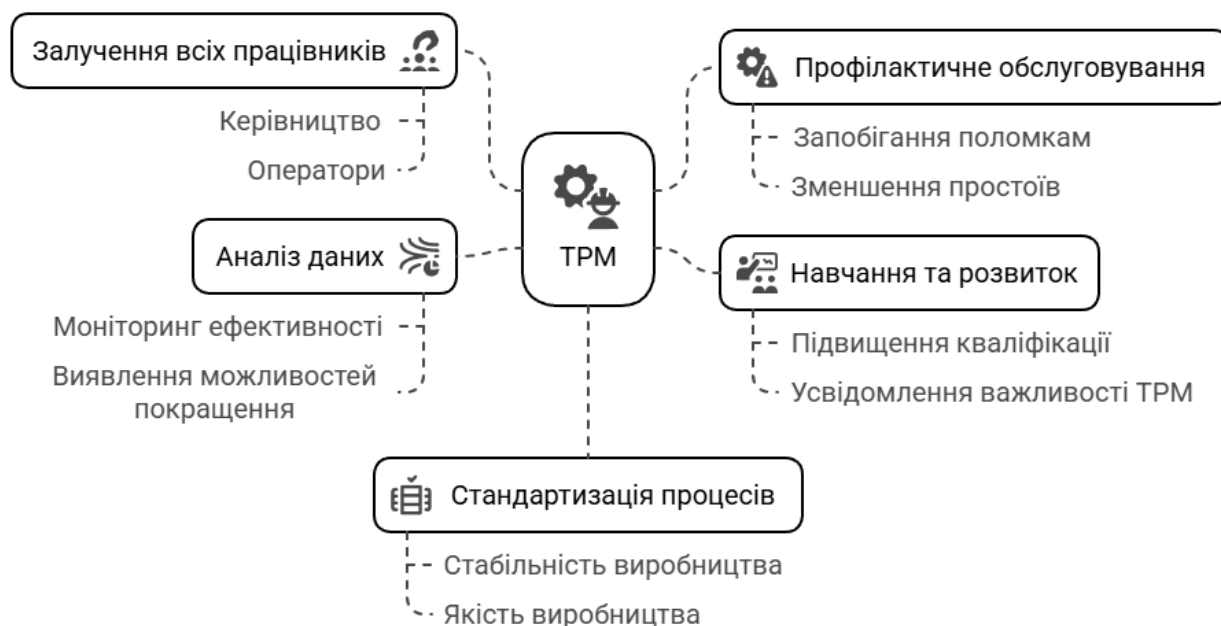 Залучення всіх працівників
Керівництво
Оператори
Аналіз даних
Моніторинг ефективності
Виявлення можливостей
покращення
TPM
Профілактичне обслуговування
Запобігання поломкам
Зменшення простоїв
Навчання та розвиток
Підвищення кваліфікації
Усвідомлення важливості TPM
Стандартизація процесів
Стабільність виробництва
Якість виробництва